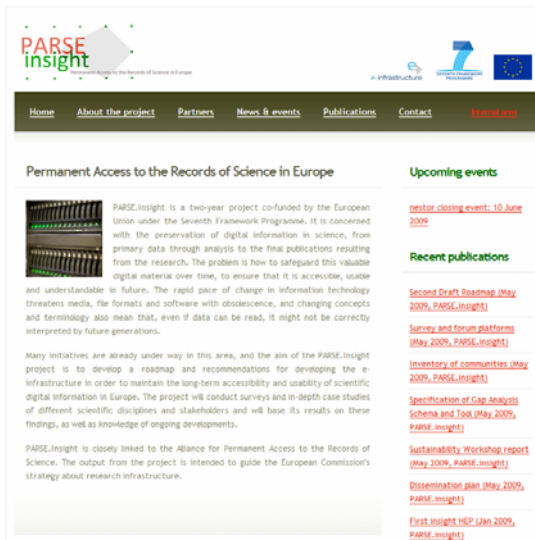 PARSE
insight
Permanent Access to the Records of Science in Europe
e-infrastructure
SEVENTH FRAMEWORK
PROGRAMME
Home About the project Partners News & events Publications Contact
Permanent Access to the Records of Science in Europe
PARSE.Insight is a two-year project co-funded by the European
Union under the Seventh Framework Programme. It is concerned
with the preservation of digital information in science, from
primary data through analysis to the final publications resulting
from the research. The problem is how to safeguard this valuable
digital material over time, to ensure that it is accessible, usable
and understandable in future. The rapid pace of change in information technology
threatens media, file formats and software with obsolescence, and changing concepts
and terminology also mean that, even if data can be read, it might not be correctly
interpreted by future generations.
Many initiatives are already under way in this area, and the aim of the PARSE.Insight
project is to develop a roadmap and recommendations for developing the e-
infrastructure in order to maintain the long-term accessibility and usability of scientific
digital information in Europe. The project will conduct surveys and in-depth case studies
of different scientific disciplines and stakeholders and will base its results on these
findings, as well as knowledge of ongoing developments.
PARSE.Insight is closely linked to the Alliance for Permanent Access to the Records of
Science. The output from the project is intended to guide the European Commission's
strategy about research infrastructure.
Upcoming events
nestor closing event: 10 June
2009
Recent publications
Second Draft Roadmap (May
2009, PARSE.Insight)
Survey and forum platforms
(May 2009, PARSE.Insight)
Inventory of communities (May
2009, PARSE.Insight)
Specification of Gap Analysis
Schema and Tool (May 2009,
PARSE.Insight)
Sustainability Workshop report
(May 2009, PARSE.Insight)
Dissemination plan (May 2009,
PARSE.Insight)
First Insight HEP (Jan 2009,
PARSE.Insight)